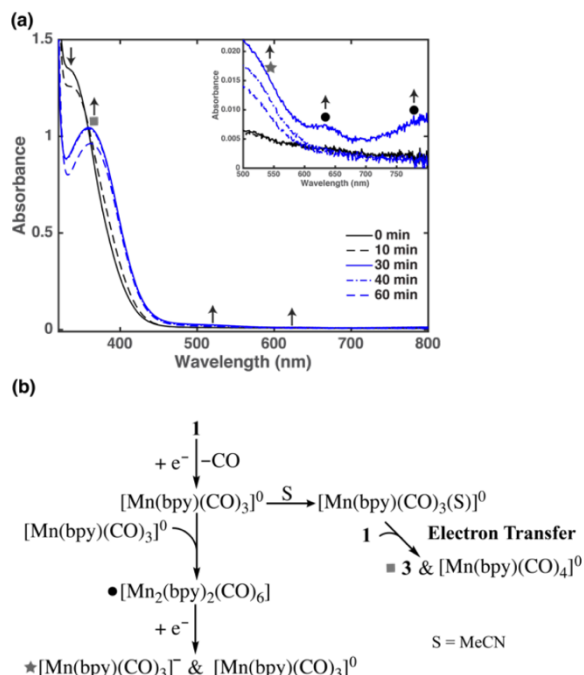 (a)
1.5
1
0.5
0
Absorbance
400
500
600
700
800
Wavelength (nm)
0 min
10 min
30 min
40 min
60 min
0.020
0.015
0.010
0.005
0
Absorbance
500
550
600
650
700
750
Wavelength (nm)
(b)
1
+ e⁻ −CO
[Mn(bpy)(CO)₃]⁰ S [Mn(bpy)(CO)₃(S)]⁰
[Mn(bpy)(CO)₃]⁰ 1 Electron Transfer
■ 3 & [Mn(bpy)(CO)₄]⁰
●[Mn₂(bpy)₂(CO)₆]
+ e⁻
S = MeCN
★[Mn(bpy)(CO)₃]⁻ & [Mn(bpy)(CO)₃]⁰